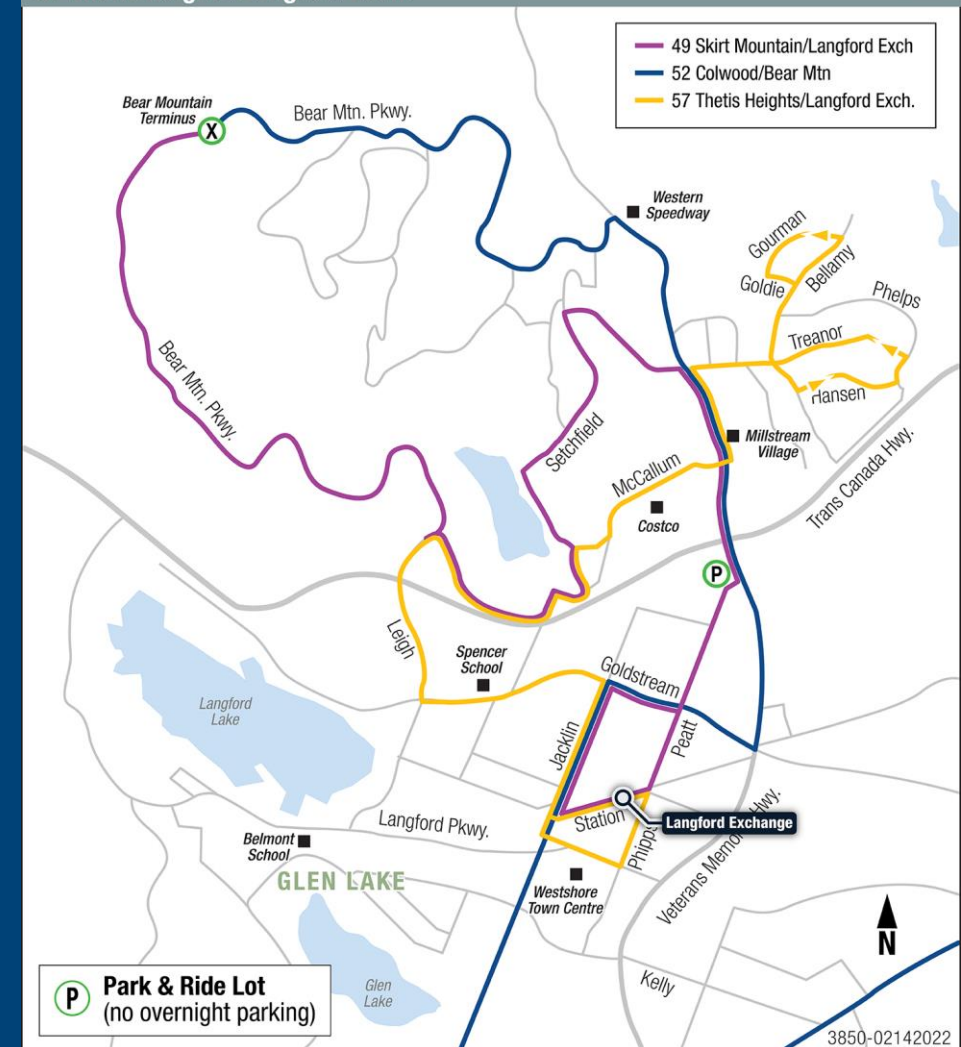 49 Skirt Mountain/Langford Exch
52 Colwood/Bear Mtn
57 Thetis Heights/Langford Exch.
Bear Mountain
Terminus
X
Bear Mtn. Pkwy.
Western
Speedway
Gourman
Goldie
Bellamy
Phelps
Treanor
Hansen
Bear Mtn. Pkwy.
Setchfield
Millstream
Village
McCallum
Costco
Trans Canada Hwy.
P
Leigh
Spencer
School
Goldstream
Langford
Lake
Jacklin
Peatt
Station
Langford Exchange
Langford Pkwy.
Phipps
Belmont
School
GLEN LAKE
Westshore
Town Centre
Veterans Memorial Hwy.
N
Kelly
Glen
Lake
P Park & Ride Lot
(no overnight parking)
3850-02142022